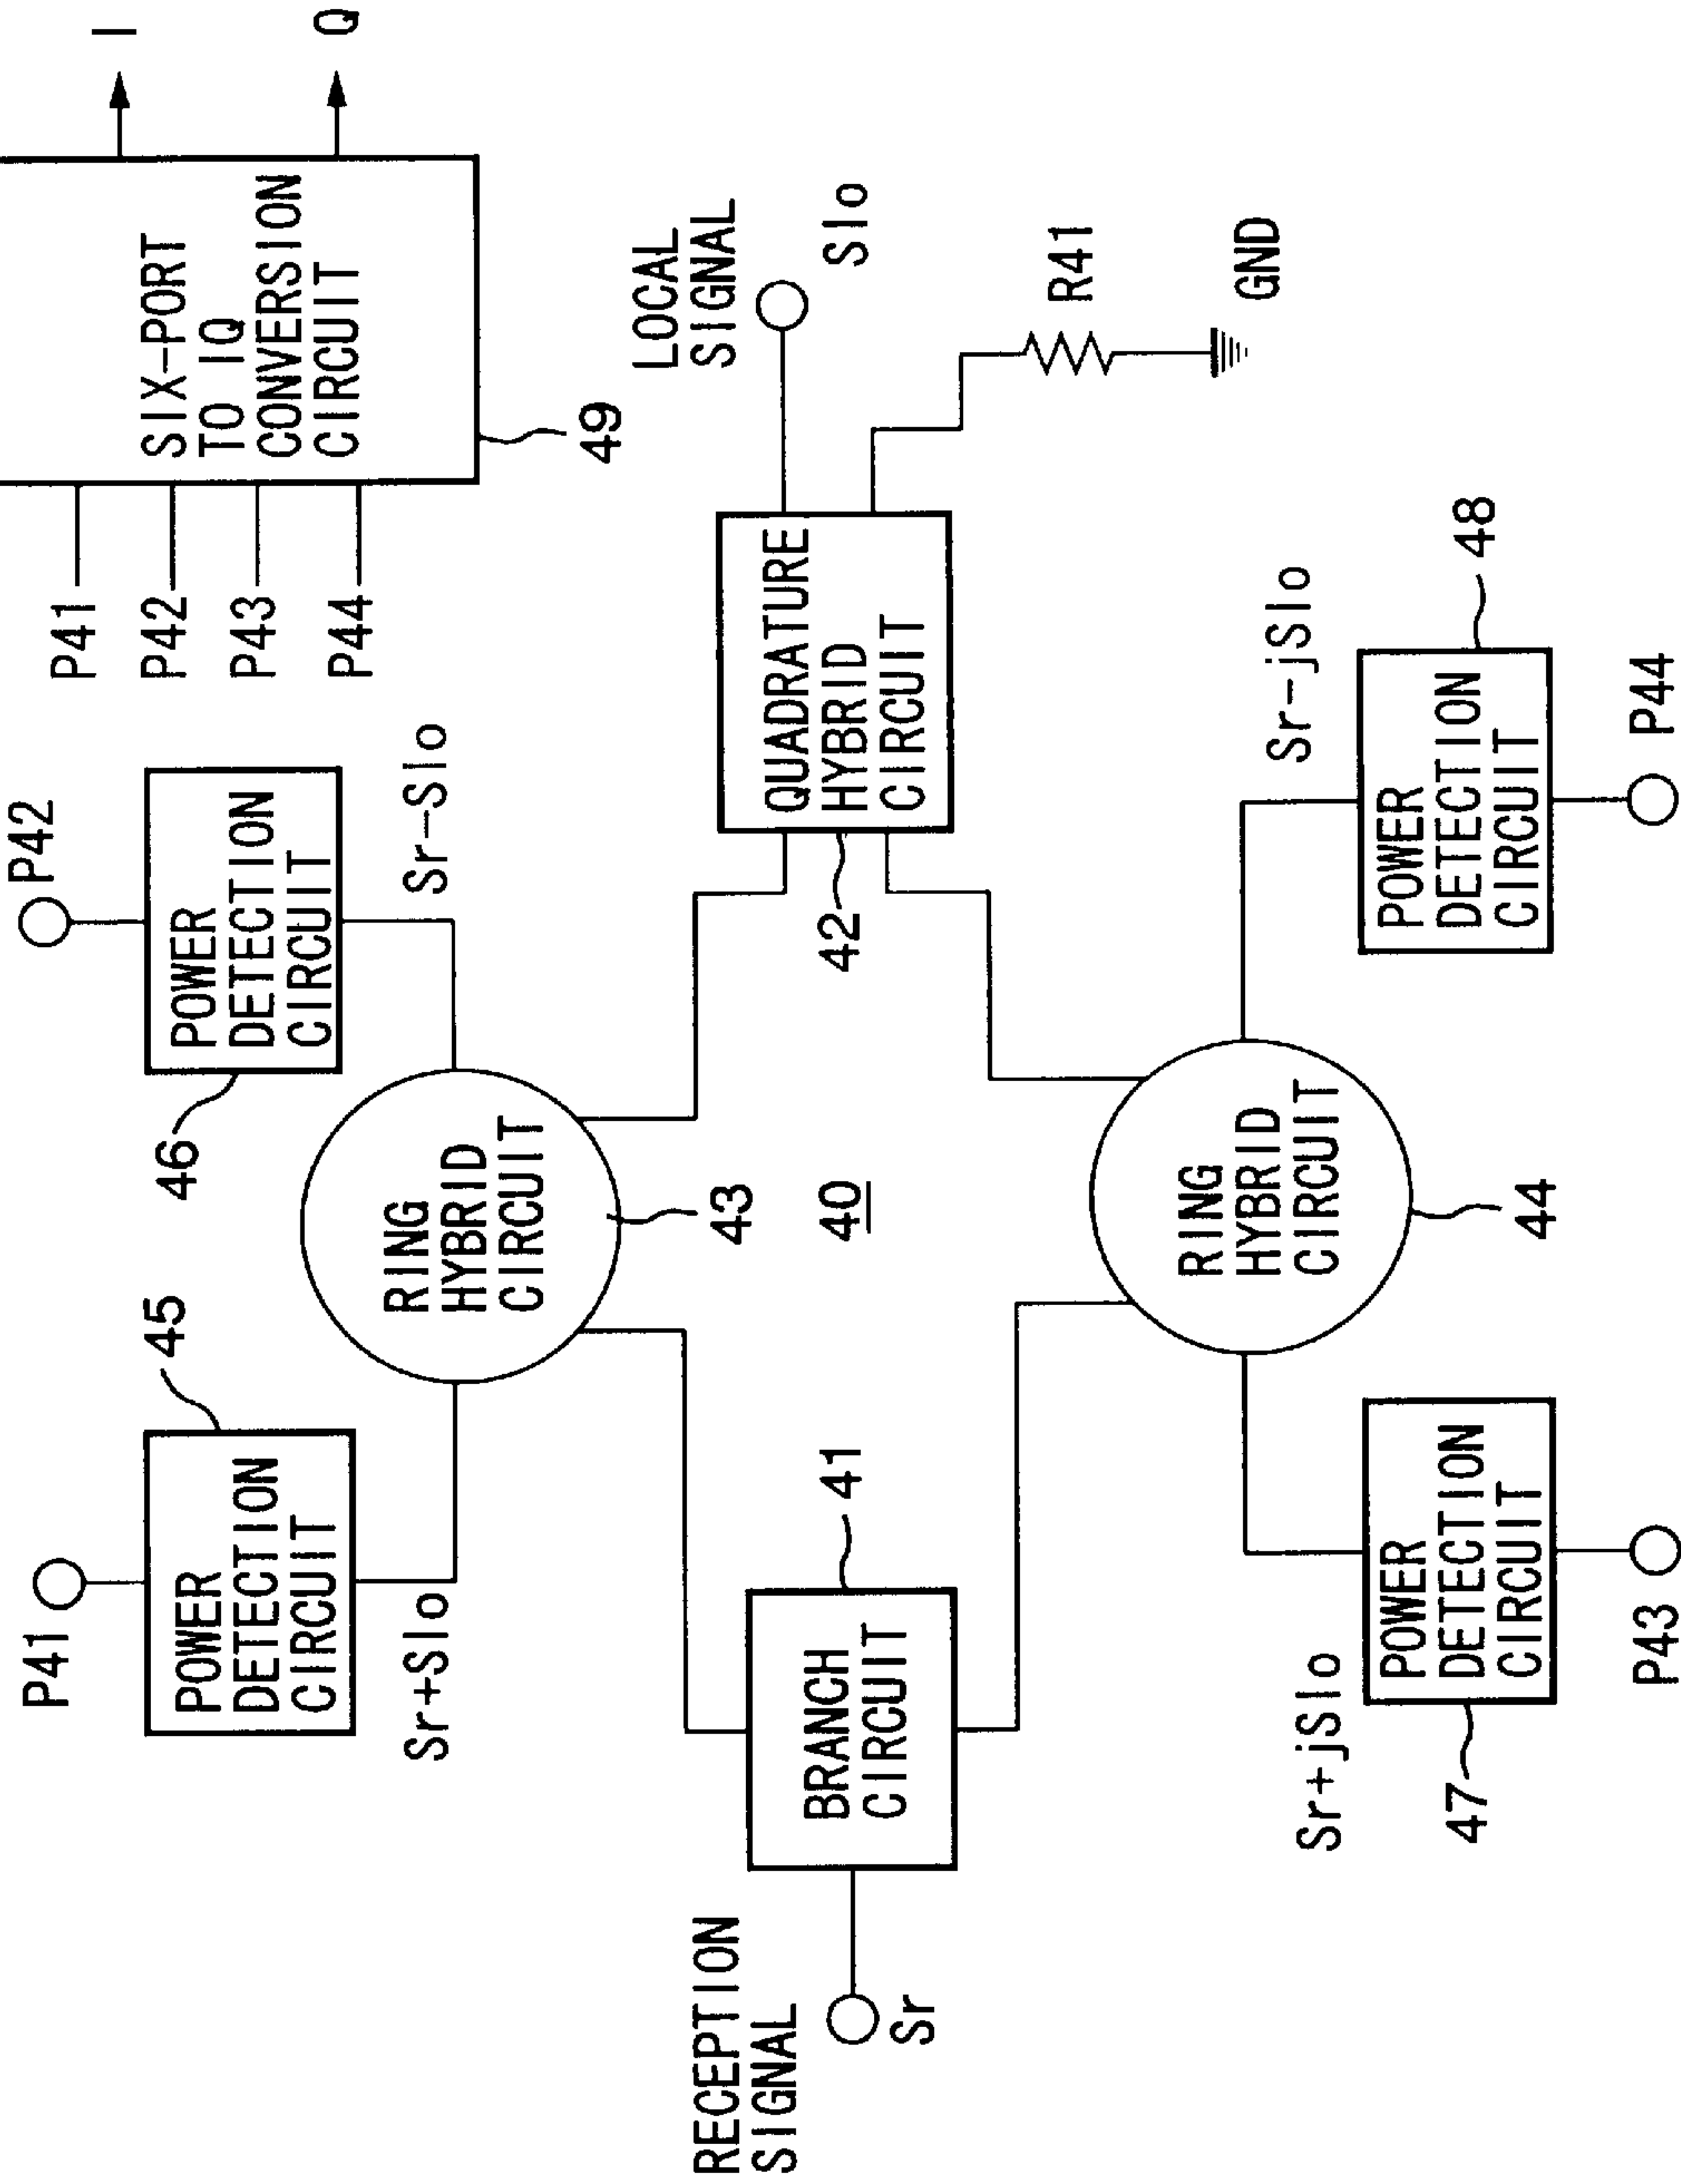 P41
P42
P43
P44
SIX-PORT
TO IQ
CONVERSION
CIRCUIT
I
Q
49
P41
POWER
DETECTION
CIRCUIT
45
Sr+Slo
P42
POWER
DETECTION
CIRCUIT
46
Sr-Slo
RING
HYBRID
CIRCUIT
43
40
RECEPTION
SIGNAL
Sr
BRANCH
CIRCUIT
41
QUADRATURE
HYBRID
CIRCUIT
42
LOCAL
SIGNAL
Slo
R41
GND
RING
HYBRID
CIRCUIT
44
Sr+jSlo
POWER
DETECTION
CIRCUIT
47
P43
Sr-jSlo
POWER
DETECTION
CIRCUIT
48
P44